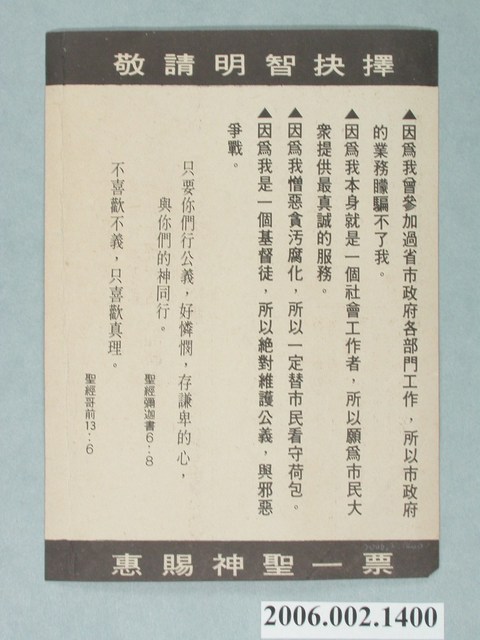 敬請明智抉擇
▲因爲我曾參加過省市政府各部門工作，所以市政府
的業務矇騙不了我。
▲因爲我本身就是一個社會工作者，所以願爲市民大
衆提供最真誠的服務。
▲因爲我憎惡貪汚腐化，所以一定替市民看守荷包。
▲因爲我是一個基督徒，所以絶對維護公義，與邪惡
爭戰。
只要你們行公義，好憐憫，存謙卑的心，
與你們的神同行。
聖經彌迦書6：8
不喜歡不義，只喜歡真理。
聖經哥前13：6
惠賜神聖一票
2006.002.1400